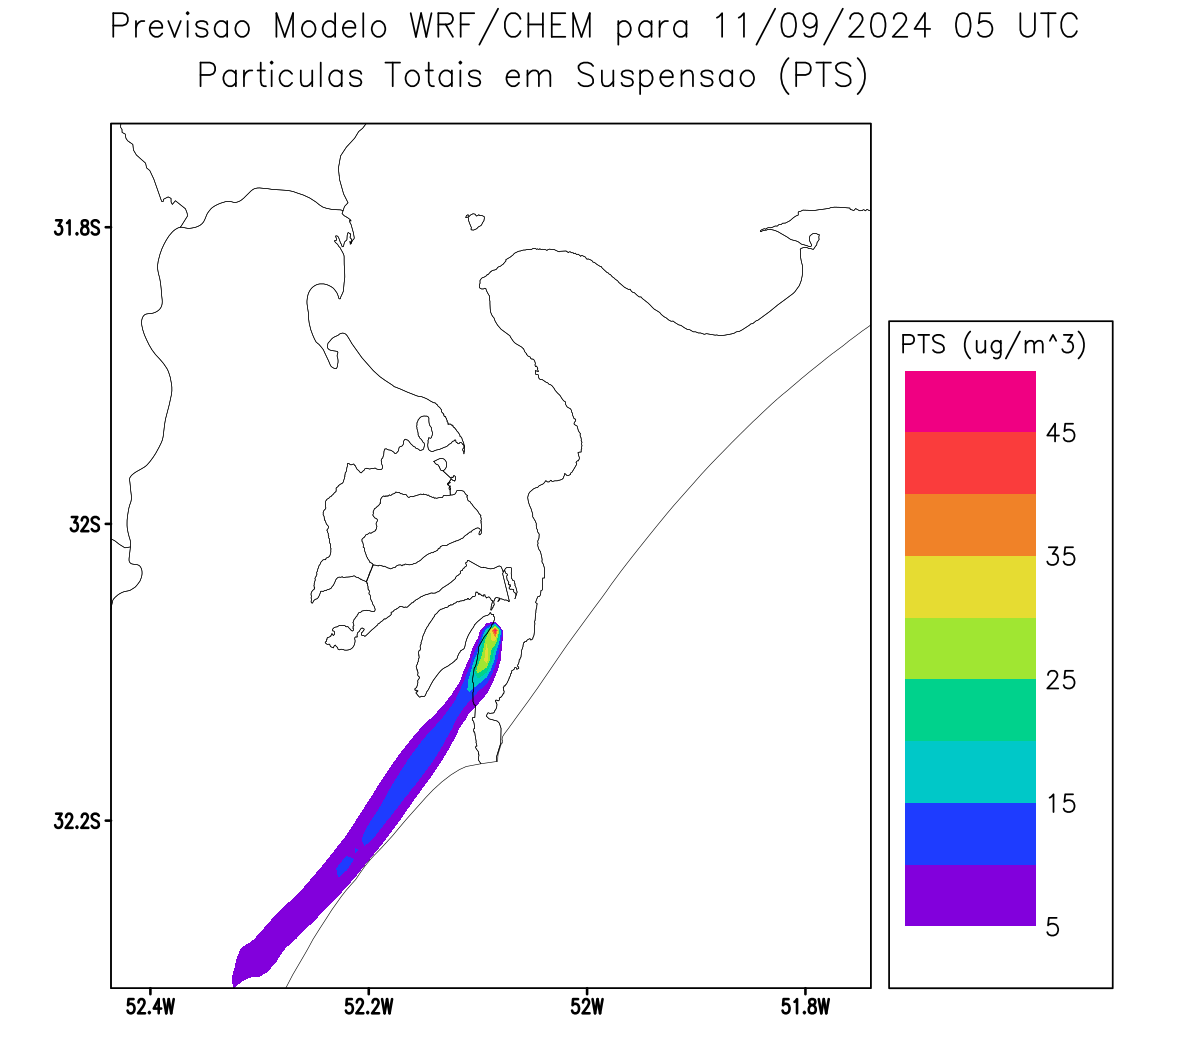 Previsao Modelo WRF/CHEM para 11/09/2024 05 UTC
Particulas Totais em Suspensao (PTS)
31.8S
32S
32.2S
52.4W
52.2W
52W
51.8W
PTS (ug/m^3)
45
35
25
15
5